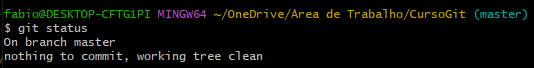 fabio@DESKTOP-CFTG1PI MINGW64 ~/OneDrive/Área de Trabalho/CursoGit (master)
$ git status
On branch master
nothing to commit, working tree clean